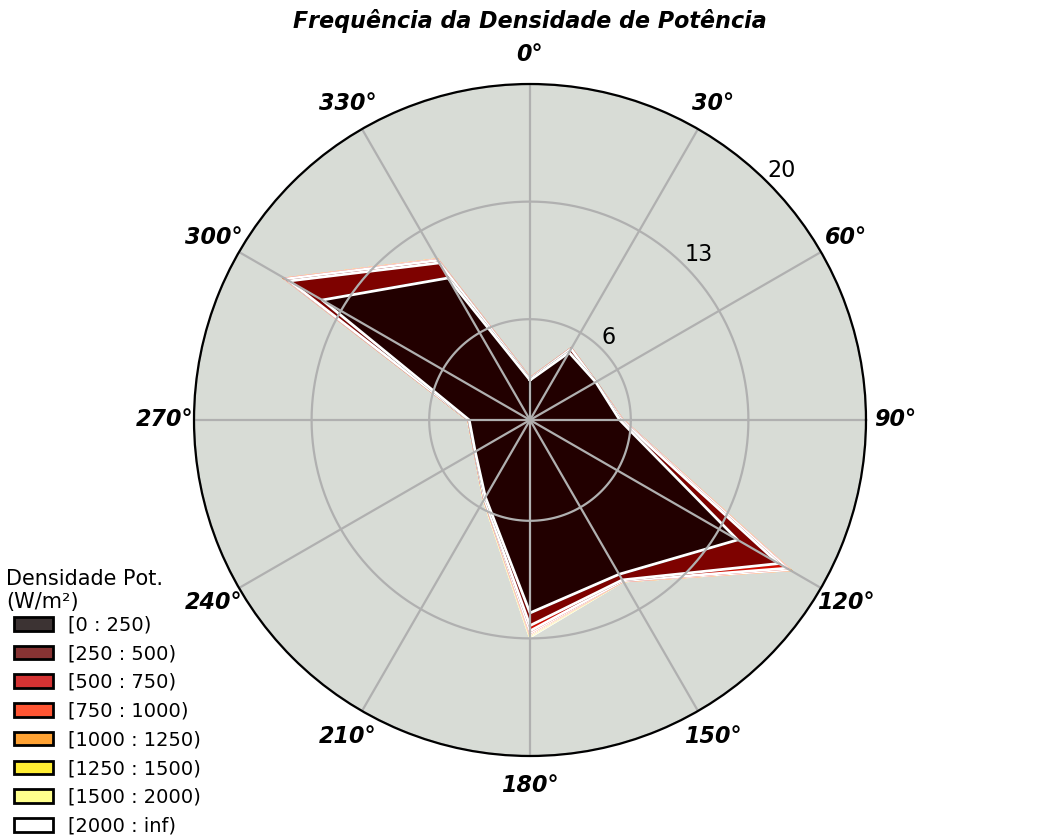 Frequência da Densidade de Potência
0°
330°
30°
20
300°
60°
13
6
270°
90°
240°
120°
210°
150°
180°
Densidade Pot.
(W/m²)
[0 : 250)
[250 : 500)
[500 : 750)
[750 : 1000)
[1000 : 1250)
[1250 : 1500)
[1500 : 2000)
[2000 : inf)